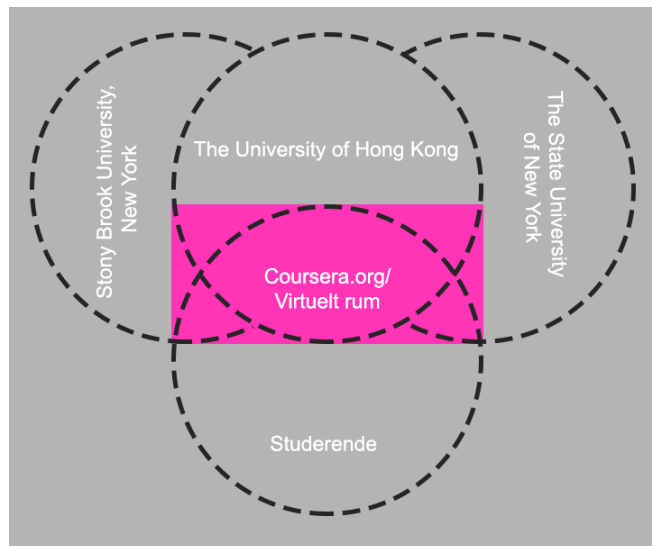 Stony Brook University,
New York
The University of Hong Kong
The State University
of New York
Coursera.org/
Virtuelt rum
Studerende